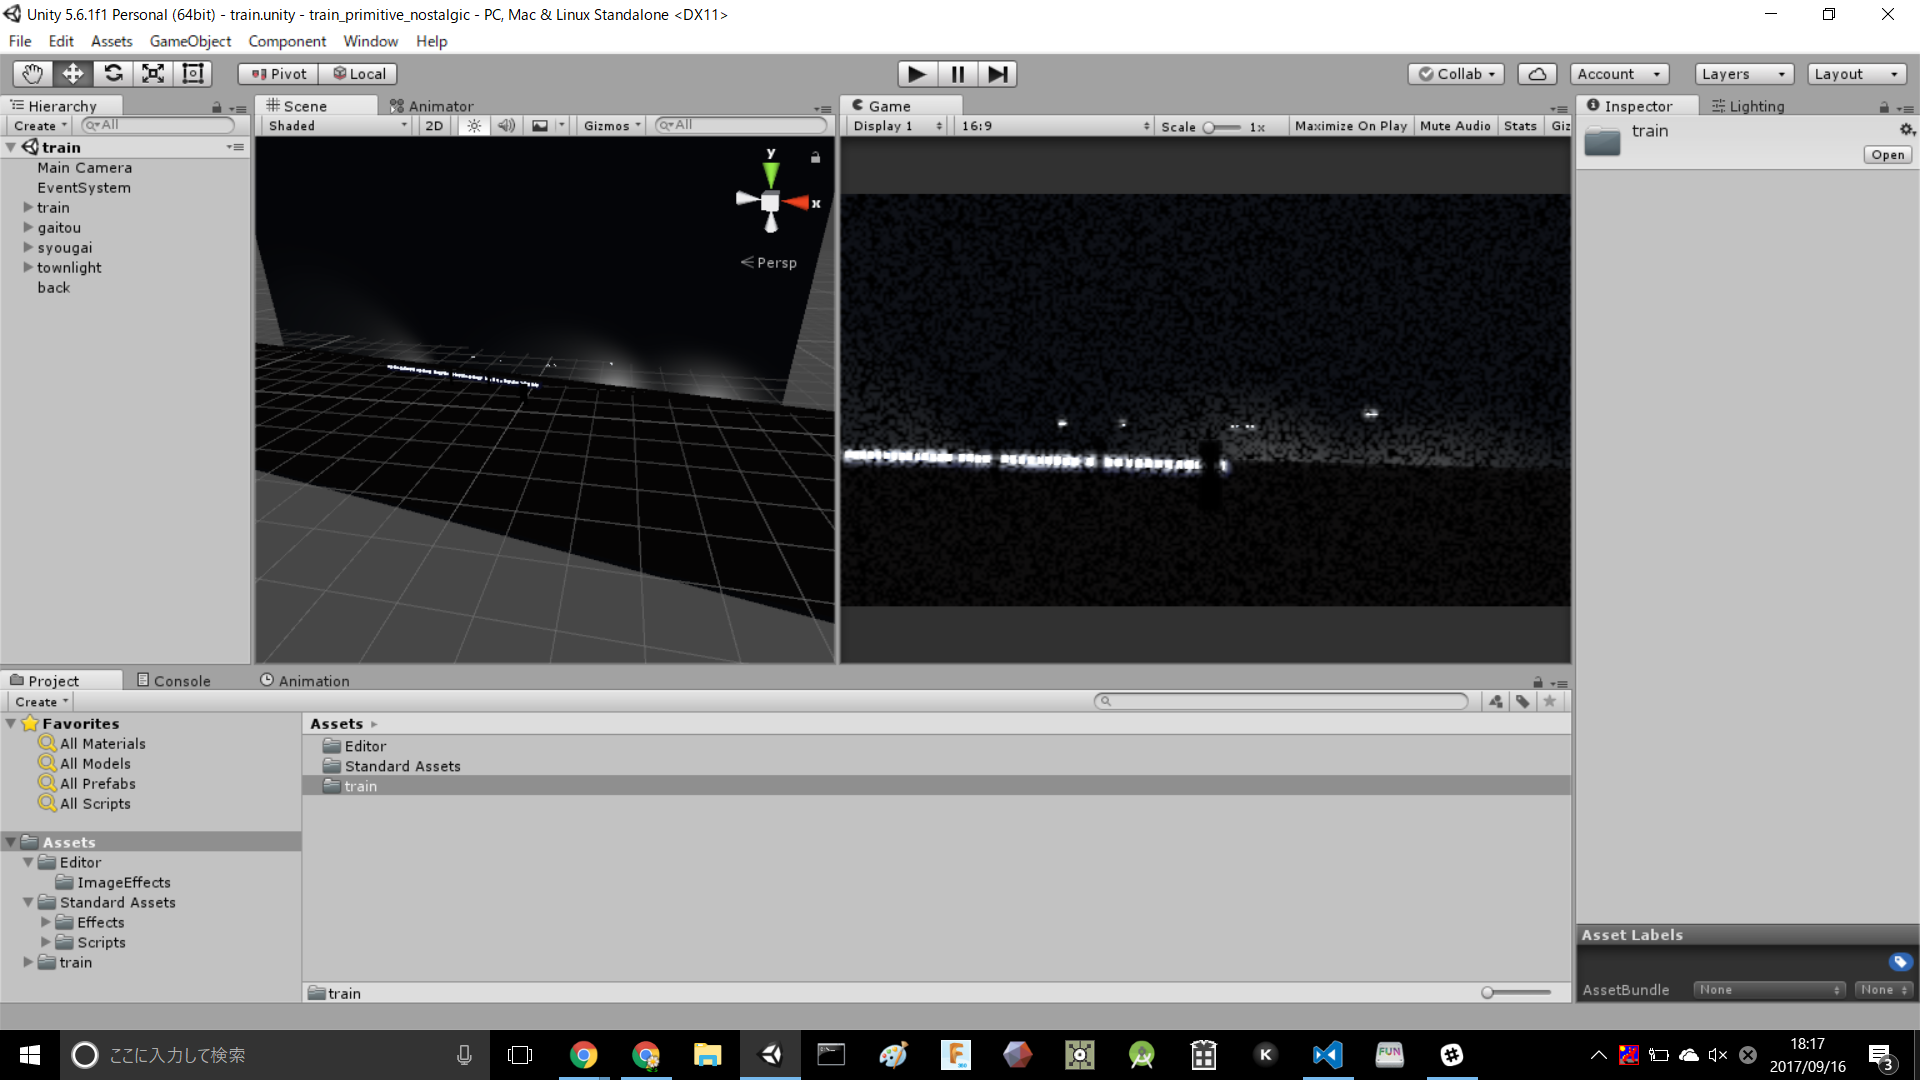 Unity 5.6.1f1 Personal (64bit) - train.unity - train_primitive_nostalgic - PC, Mac & Linux Standalone <DX11>
File Edit Assets GameObject Component Window Help
Pivot Local Collab Account Layers Layout
Hierarchy
Create All
train
Main Camera
EventSystem
train
gaitou
syougai
townlight
back
Scene Animator
Shaded 2D Gizmos All
y
x
Persp
Game
Display 1 16:9 Scale 1x Maximize On Play Mute Audio Stats Giz
Inspector Lighting
train
Open
Project Console Animation
Create
Favorites
All Materials
All Models
All Prefabs
All Scripts
Assets
Editor
ImageEffects
Standard Assets
Effects
Scripts
train
Assets
Editor
Standard Assets
train
train
Asset Labels
AssetBundle None None
ここに入力して検索
F
K
FUN
18:17
2017/09/16
3